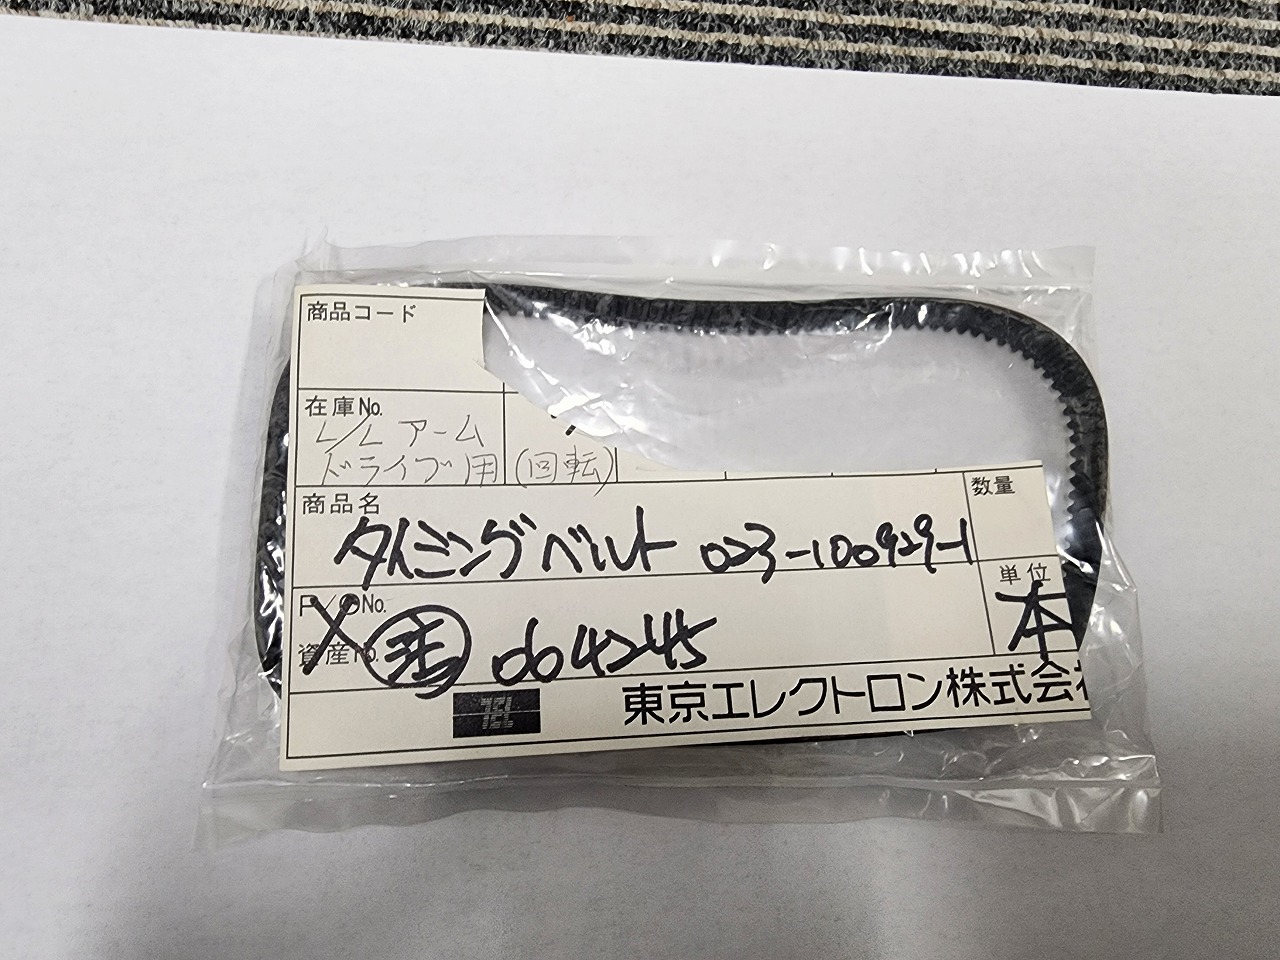 商品コード
在庫No.
L/L アーム
ドライブ用 (回転)
商品名
数量
タイミングベルト 023-100929-1
P/O No.
単位
本
資産No.
064245
TEL 東京エレクトロン株式会